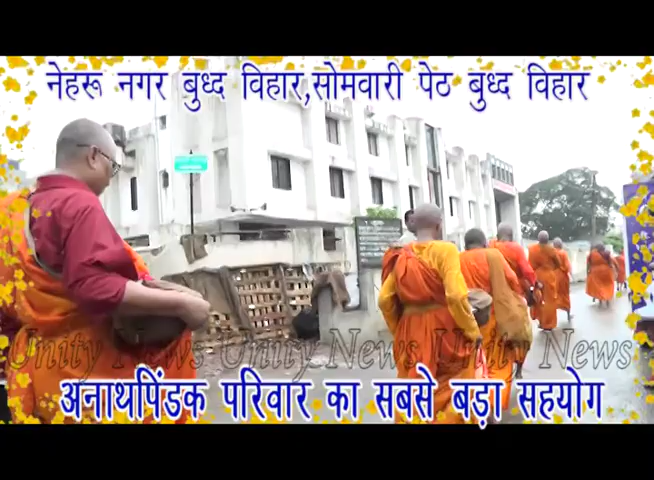 नेहरू नगर बुध्द विहार,सोमवारी पेठ बुध्द विहार
Unity News Unity News Unity News
अनाथपिंडक परिवार का सबसे बड़ा सहयोग